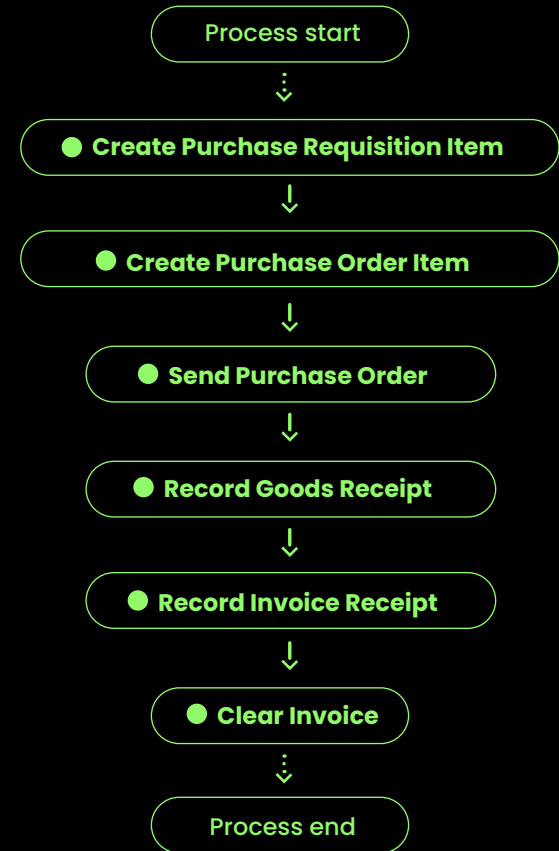 Process start
Create Purchase Requisition Item
Create Purchase Order Item
Send Purchase Order
Record Goods Receipt
Record Invoice Receipt
Clear Invoice
Process end